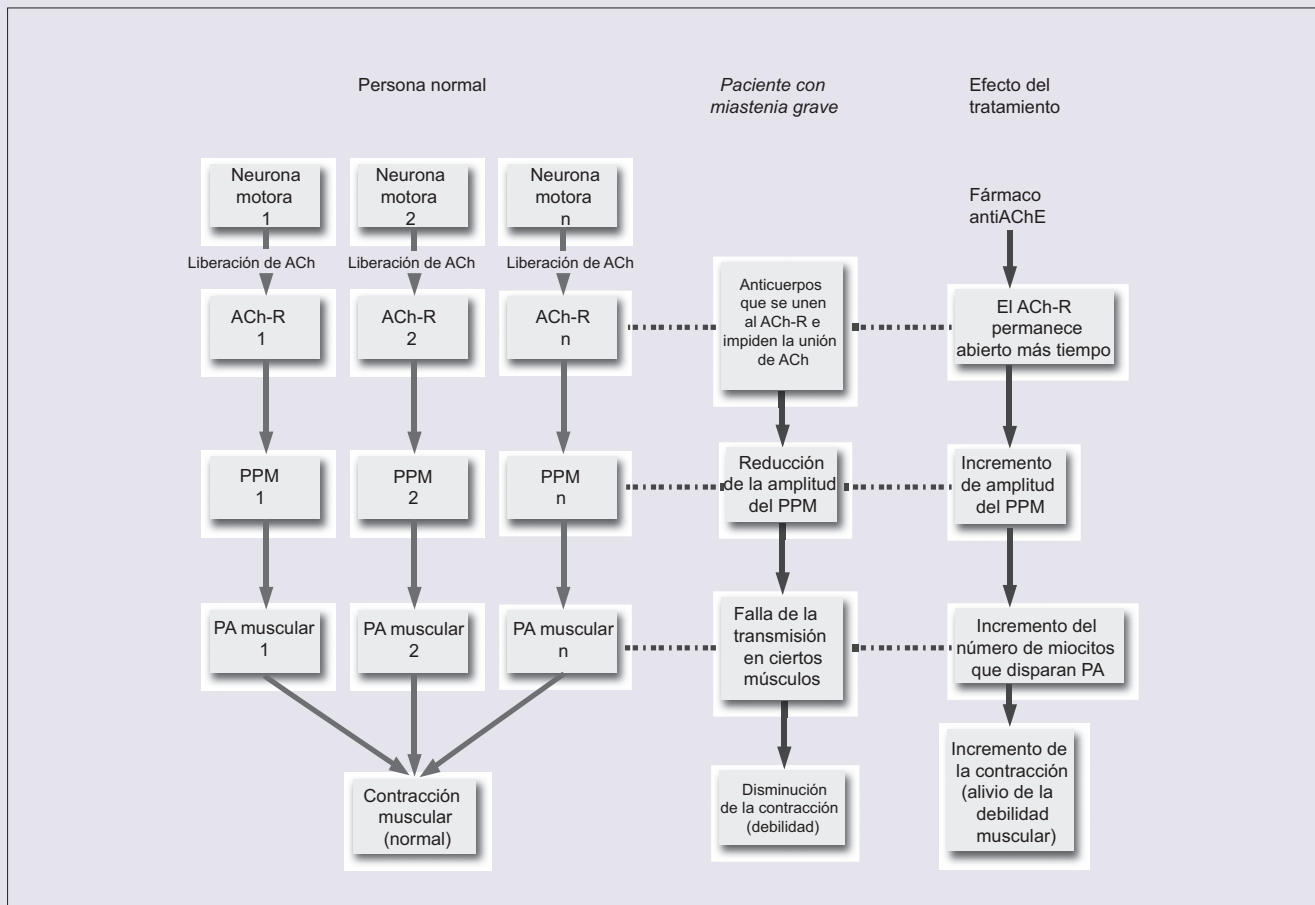 Persona normal
Paciente con
miastenia grave
Efecto del
tratamiento
Neurona
motora
1
Neurona
motora
2
Neurona
motora
n
Fármaco
antiAChE
Liberación de ACh
Liberación de ACh
Liberación de ACh
ACh-R
1
ACh-R
2
ACh-R
n
Anticuerpos
que se unen
al ACh-R e
impiden la unión
de ACh
El ACh-R
permanece
abierto más tiempo
PPM
1
PPM
2
PPM
n
Reducción
de la amplitud
del PPM
Incremento
de amplitud
del PPM
PA muscular
1
PA muscular
2
PA muscular
n
Falla de la
transmisión
en ciertos
músculos
Incremento del
número de miocitos
que disparan PA
Contracción
muscular
(normal)
Disminución
de la contracción
(debilidad)
Incremento de
la contracción
(alivio de la
debilidad
muscular)